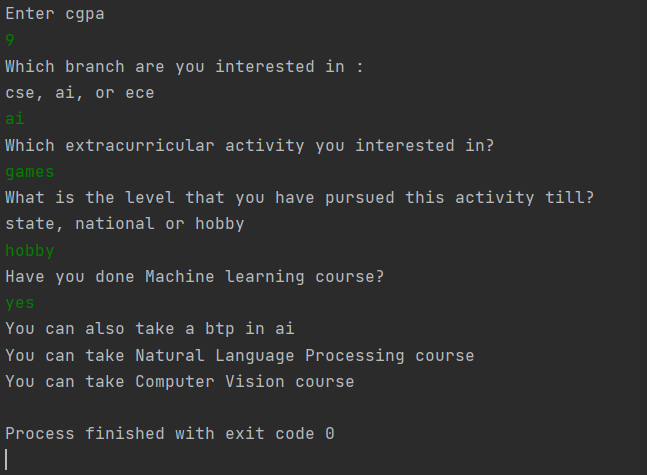 Enter cgpa
9
Which branch are you interested in :
cse, ai, or ece
ai
Which extracurricular activity you interested in?
games
What is the level that you have pursued this activity till?
state, national or hobby
hobby
Have you done Machine learning course?
yes
You can also take a btp in ai
You can take Natural Language Processing course
You can take Computer Vision course
Process finished with exit code 0